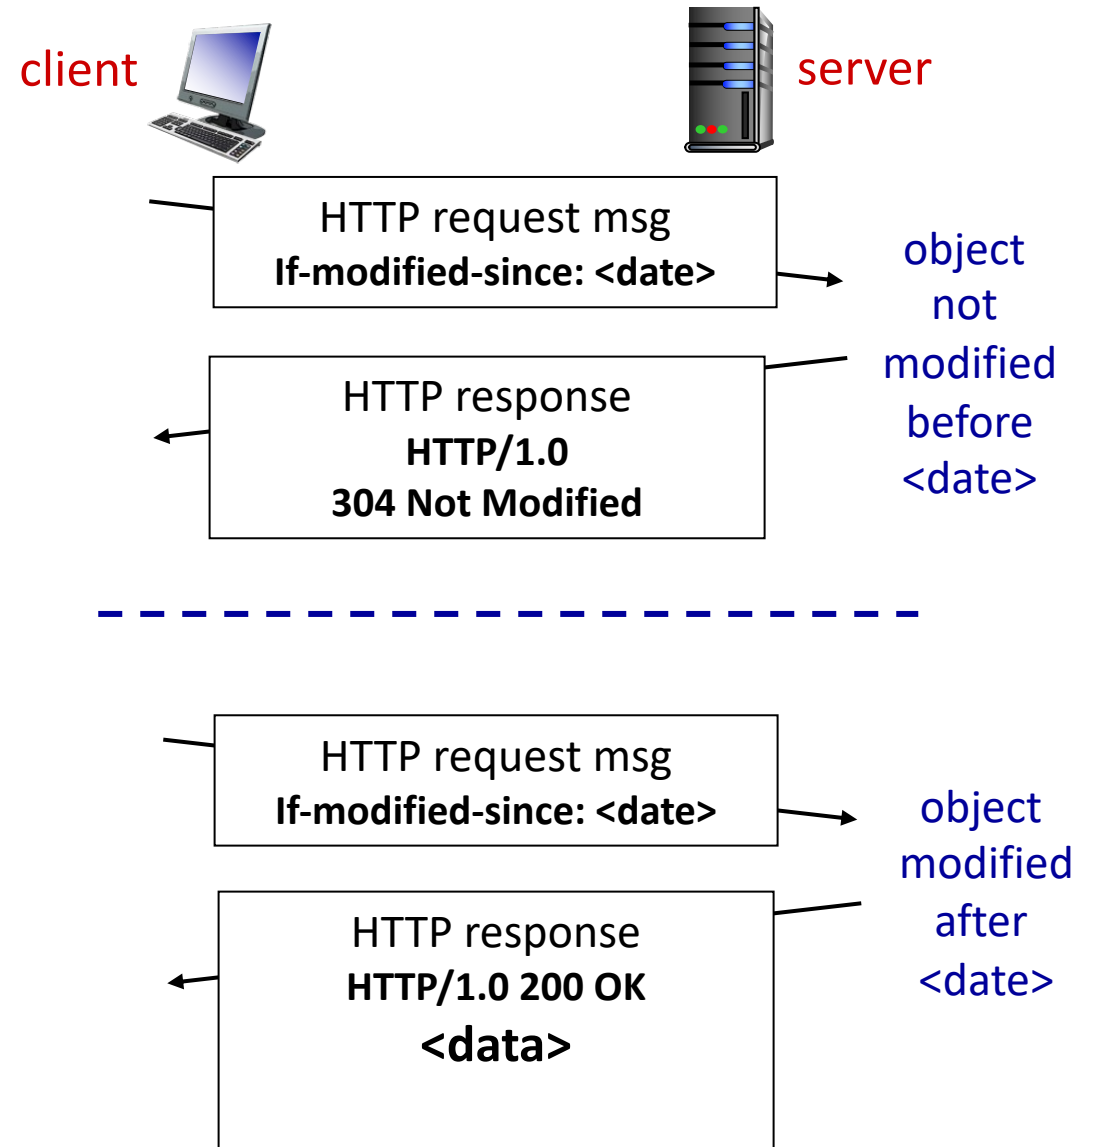 client
server
HTTP request msg
If-modified-since: <date>
object
not
modified
before
<date>
HTTP response
HTTP/1.0
304 Not Modified
HTTP request msg
If-modified-since: <date>
object
modified
after
<date>
HTTP response
HTTP/1.0 200 OK
<data>